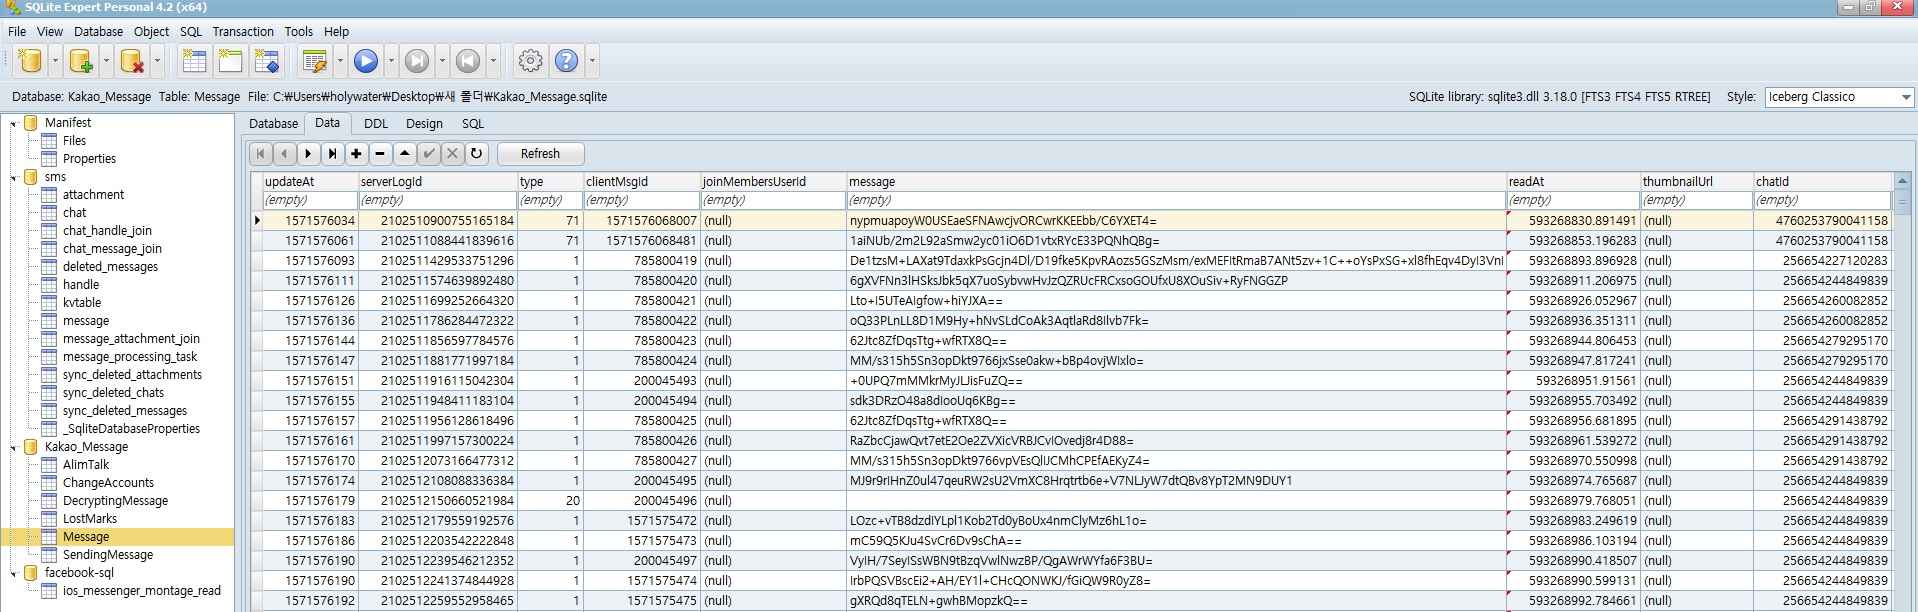 SQLite Expert Personal 4.2 (x64)
File View Database Object SQL Transaction Tools Help
Database: Kakao_Message Table: Message File: C:₩Users₩holywater₩Desktop₩새 폴더₩Kakao_Message.sqlite
SQLite library: sqlite3.dll 3.18.0 [FTS3 FTS4 FTS5 RTREE] Style: Iceberg Classico
Manifest
Files
Properties
sms
attachment
chat
chat_handle_join
chat_message_join
deleted_messages
handle
kvtable
message
message_attachment_join
message_processing_task
sync_deleted_attachments
sync_deleted_chats
sync_deleted_messages
_SqliteDatabaseProperties
Kakao_Message
AlimTalk
ChangeAccounts
DecryptingMessage
LostMarks
Message
SendingMessage
facebook-sql
ios_messenger_montage_read
Database Data DDL Design SQL
Refresh
updateAt serverLogId type clientMsgId joinMembersUserId message readAt thumbnailUrl chatId
(empty) (empty) (empty) (empty) (empty) (empty) (empty) (empty) (empty)
1571576034 2102510900755165184 71 1571576068007 (null) nypmuapoyW0USEaeSFNAwcjvORCwrKKEEbb/C6YXET4= 593268830.891491 (null) 4760253790041158
1571576061 2102511088441839616 71 1571576068481 (null) 1aiNUb/2m2L92aSmw2yc01iO6D1vtxRYcE33PQNhQBg= 593268853.196283 (null) 4760253790041158
1571576093 2102511429533751296 1 785800419 (null) De1tzsM+LAXat9TdaxkPsGcjn4Dl/D19fke5KpvRAozs5GSzMsm/exMEFItRmaB7ANt5zv+1C++oYsPxSG+xl8fhEqv4DyI3VnI 593268893.896928 (null) 256654227120283
1571576111 2102511574639892480 1 785800420 (null) 6gXVFNn3lHSksJbk5qX7uoSybvwHvJzQZRUcFRCxsoGOUfxU8XOuSiv+RyFNGGZP 593268911.206975 (null) 256654244849839
1571576126 2102511699252664320 1 785800421 (null) Lto+I5UTeAIgfow+hiYJXA== 593268926.052967 (null) 256654260082852
1571576136 2102511786284472322 1 785800422 (null) oQ33PLnLL8D1M9Hy+hNvSLdCoAk3AqtlaRd8Ilvb7Fk= 593268936.351311 (null) 256654260082852
1571576144 2102511856597784576 1 785800423 (null) 62Jtc8ZfDqsTtg+wfRTX8Q== 593268944.806453 (null) 256654279295170
1571576147 2102511881771997184 1 785800424 (null) MM/s315h5Sn3opDkt9766jxSse0akw+bBp4ovjWIxlo= 593268947.817241 (null) 256654279295170
1571576151 2102511916115042304 1 200045493 (null) +0UPQ7mMMkrMyJLJisFuZQ== 593268951.91561 (null) 256654244849839
1571576155 2102511948411183104 1 200045494 (null) sdk3DRzO48a8dIooUq6KBg== 593268955.703492 (null) 256654244849839
1571576157 2102511956128618496 1 785800425 (null) 62Jtc8ZfDqsTtg+wfRTX8Q== 593268956.681895 (null) 256654291438792
1571576161 2102511997157300224 1 785800426 (null) RaZbcCjawQvt7etE2Oe2ZVXicVRBJCvIOvedj8r4D88= 593268961.539272 (null) 256654291438792
1571576170 2102512073166477312 1 785800427 (null) MM/s315h5Sn3opDkt9766vpVEsQlIJCMhCPEfAEKyZ4= 593268970.550998 (null) 256654291438792
1571576174 2102512108088336384 1 200045495 (null) MJ9r9rIHnZ0ul47qeuRW2sU2VmXC8Hrqtrtb6e+V7NLJyW7dtQBv8YpT2MN9DUY1 593268974.765687 (null) 256654244849839
1571576179 2102512150660521984 20 200045496 (null) 593268979.768051 (null) 256654244849839
1571576183 2102512179559192576 1 1571575472 (null) LOzc+vTB8dzdIYLpl1Kob2Td0yBoUx4nmClyMz6hL1o= 593268983.249619 (null) 256654244849839
1571576186 2102512203542222848 1 1571575473 (null) mC59Q5KJu4SvCr6Dv9sChA== 593268986.103194 (null) 256654244849839
1571576190 2102512239546212352 1 200045497 (null) VyIH/7SeyISsWBN9tBzqVwlNwzBP/QgAWrWYfa6F3BU= 593268990.418507 (null) 256654244849839
1571576190 2102512241374844928 1 1571575474 (null) IrbPQSVBscEi2+AH/EY1l+CHcQONWKJ/fGiQW9R0yZ8= 593268990.599131 (null) 256654244849839
1571576192 2102512259552958465 1 1571575475 (null) gXRQd8qTELN+gwhBMopzkQ== 593268992.784661 (null) 256654244849839